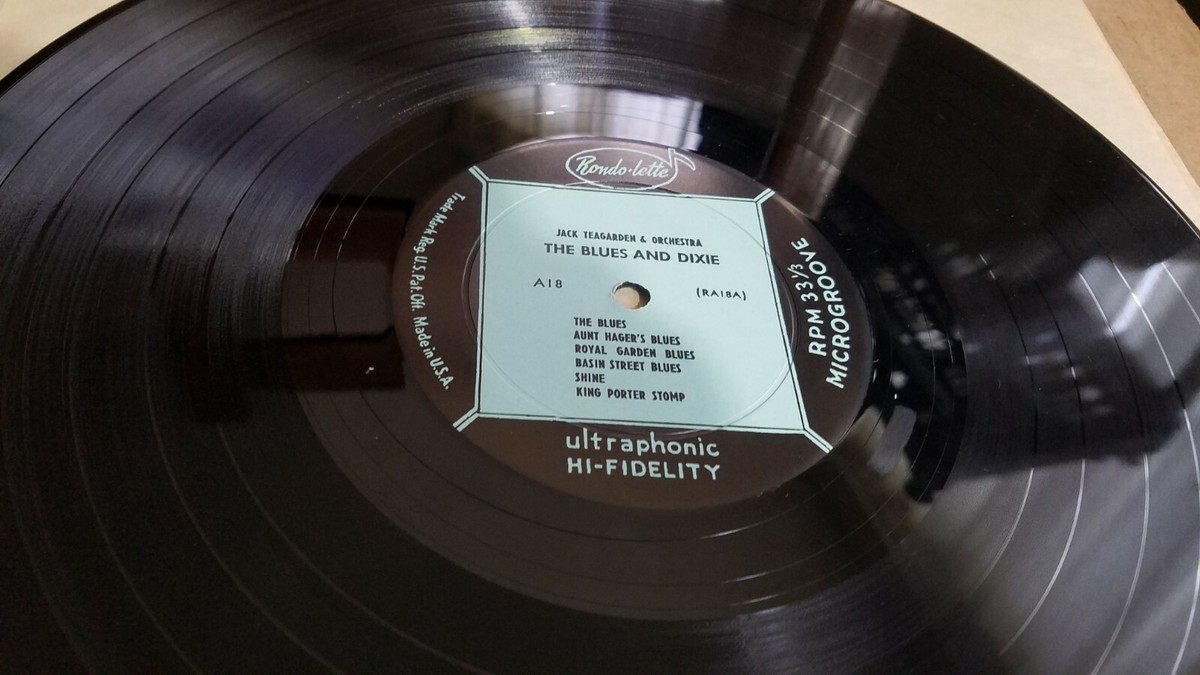 Rondo·lette
JACK TEAGARDEN & ORCHESTRA
THE BLUES AND DIXIE
A18
(RA18A)
THE BLUES
AUNT HAGER'S BLUES
ROYAL GARDEN BLUES
BASIN STREET BLUES
SHINE
KING PORTER STOMP
Trade Mark Reg. U.S. Pat. Off. Made in U.S.A.
RPM 33 1/3
MICROGROOVE
ultraphonic
HI-FIDELITY